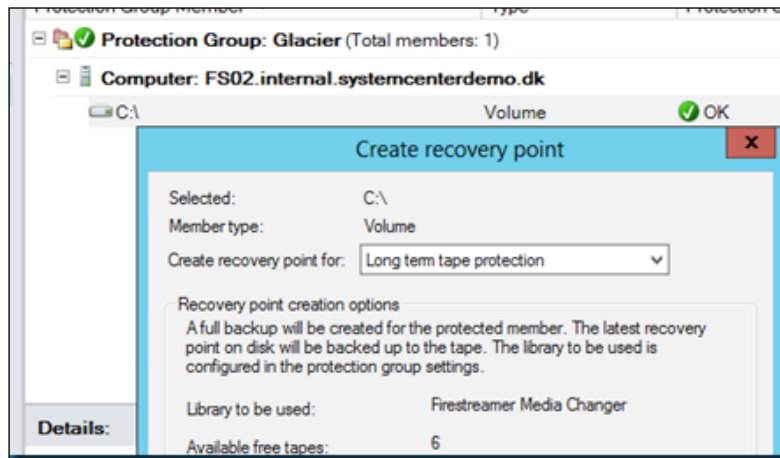 Protection Group Member
Type
Protection Group: Glacier (Total members: 1)
Computer: FS02.internal.systemcenterdemo.dk
C:\ Volume OK
Create recovery point
x
Selected: C:\
Member type: Volume
Create recovery point for: Long term tape protection
Recovery point creation options
A full backup will be created for the protected member. The latest recovery
point on disk will be backed up to the tape. The library to be used is
configured in the protection group settings.
Library to be used: Firestreamer Media Changer
Details:
Available free tapes: 6